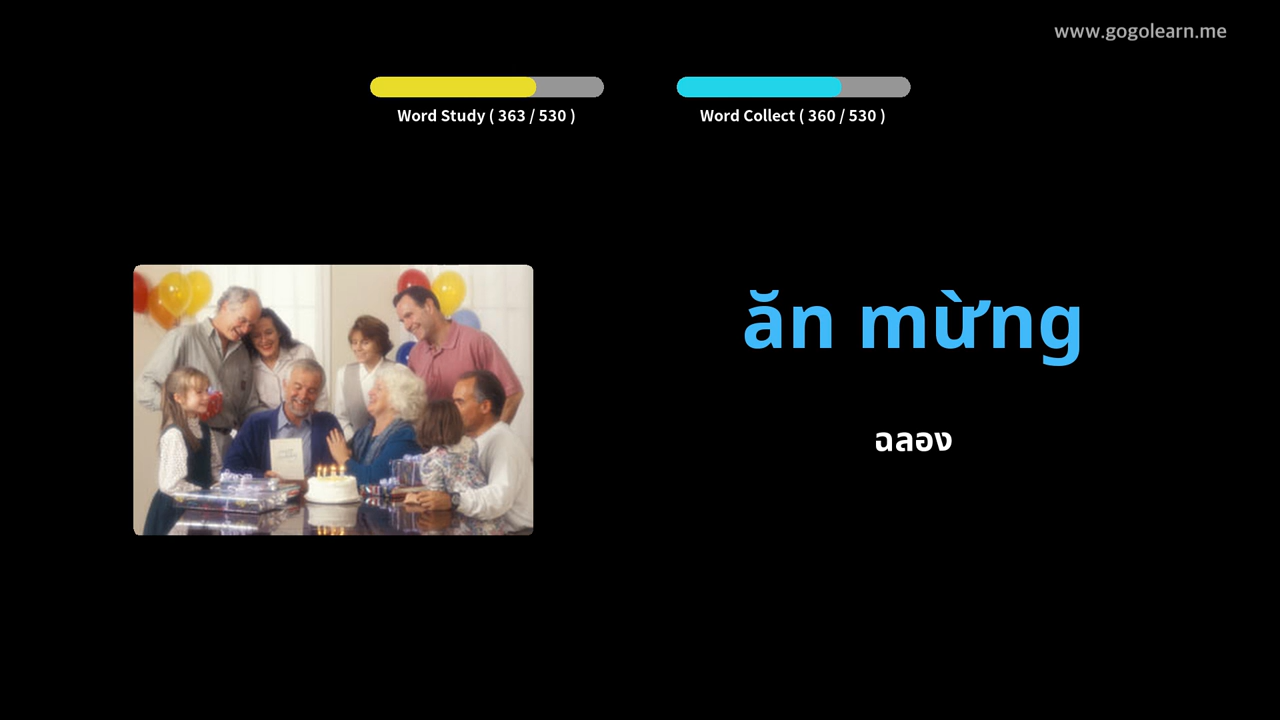 www.gogolearn.me
Word Study ( 363 / 530 )
Word Collect ( 360 / 530 )
ăn mừng
ฉลอง